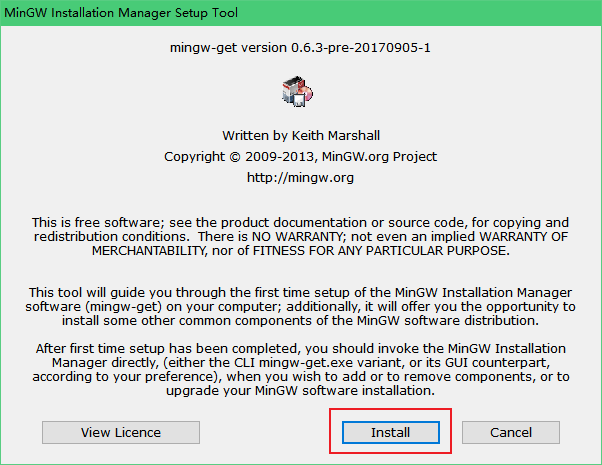 MinGW Installation Manager Setup Tool
mingw-get version 0.6.3-pre-20170905-1
Written by Keith Marshall
Copyright © 2009-2013, MinGW.org Project
http://mingw.org
This is free software; see the product documentation or source code, for copying and
redistribution conditions.  There is NO WARRANTY; not even an implied WARRANTY OF
MERCHANTABILITY, nor of FITNESS FOR ANY PARTICULAR PURPOSE.
This tool will guide you through the first time setup of the MinGW Installation Manager
software (mingw-get) on your computer; additionally, it will offer you the opportunity to
install some other common components of the MinGW software distribution.
After first time setup has been completed, you should invoke the MinGW Installation
Manager directly, (either the CLI mingw-get.exe variant, or its GUI counterpart,
according to your preference), when you wish to add or to remove components, or to
upgrade your MinGW software installation.
View Licence
Install
Cancel